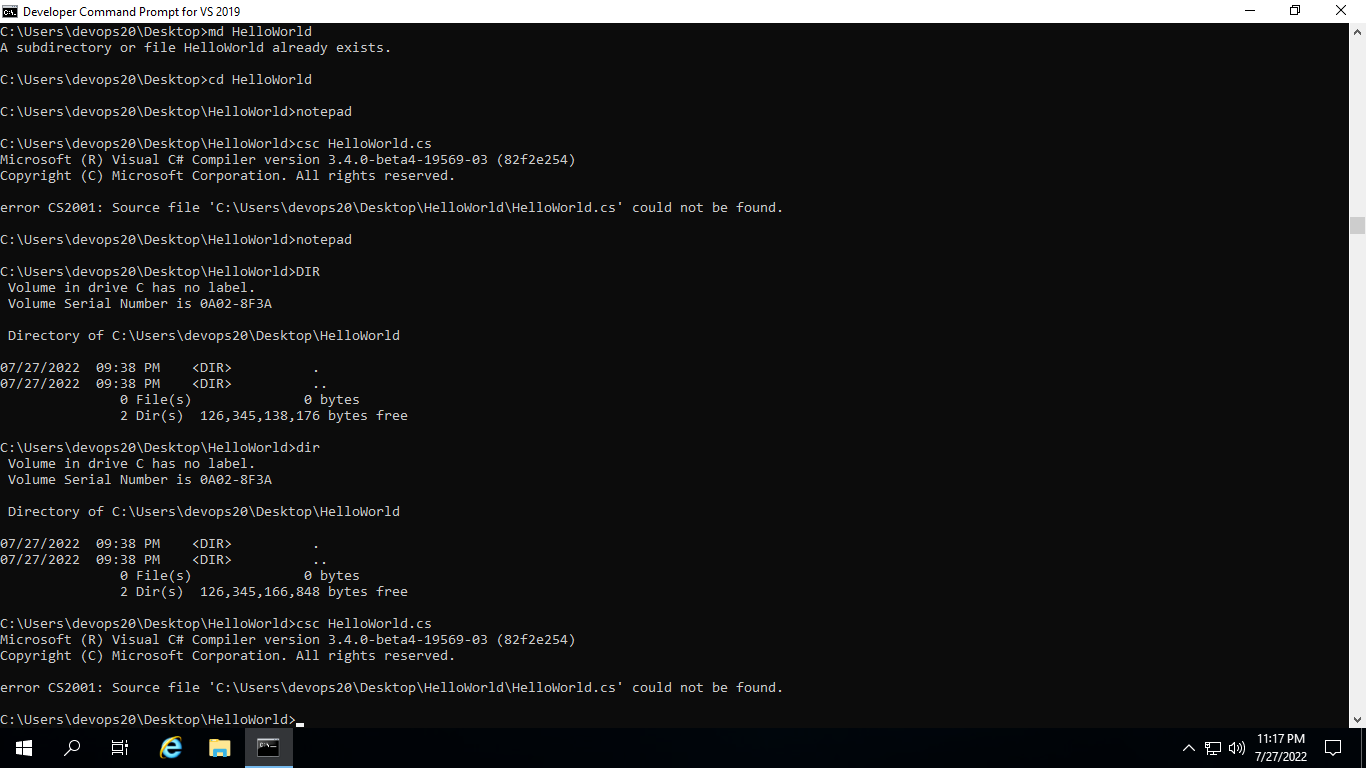 Developer Command Prompt for VS 2019
C:\Users\devops20\Desktop>md HelloWorld
A subdirectory or file HelloWorld already exists.
C:\Users\devops20\Desktop>cd HelloWorld
C:\Users\devops20\Desktop\HelloWorld>notepad
C:\Users\devops20\Desktop\HelloWorld>csc HelloWorld.cs
Microsoft (R) Visual C# Compiler version 3.4.0-beta4-19569-03 (82f2e254)
Copyright (C) Microsoft Corporation. All rights reserved.
error CS2001: Source file 'C:\Users\devops20\Desktop\HelloWorld\HelloWorld.cs' could not be found.
C:\Users\devops20\Desktop\HelloWorld>notepad
C:\Users\devops20\Desktop\HelloWorld>DIR
Volume in drive C has no label.
Volume Serial Number is 0A02-8F3A
Directory of C:\Users\devops20\Desktop\HelloWorld
07/27/2022  09:38 PM    <DIR>          .
07/27/2022  09:38 PM    <DIR>          ..
0 File(s)              0 bytes
2 Dir(s)  126,345,138,176 bytes free
C:\Users\devops20\Desktop\HelloWorld>dir
Volume in drive C has no label.
Volume Serial Number is 0A02-8F3A
Directory of C:\Users\devops20\Desktop\HelloWorld
07/27/2022  09:38 PM    <DIR>          .
07/27/2022  09:38 PM    <DIR>          ..
0 File(s)              0 bytes
2 Dir(s)  126,345,166,848 bytes free
C:\Users\devops20\Desktop\HelloWorld>csc HelloWorld.cs
Microsoft (R) Visual C# Compiler version 3.4.0-beta4-19569-03 (82f2e254)
Copyright (C) Microsoft Corporation. All rights reserved.
error CS2001: Source file 'C:\Users\devops20\Desktop\HelloWorld\HelloWorld.cs' could not be found.
C:\Users\devops20\Desktop\HelloWorld>
11:17 PM
7/27/2022